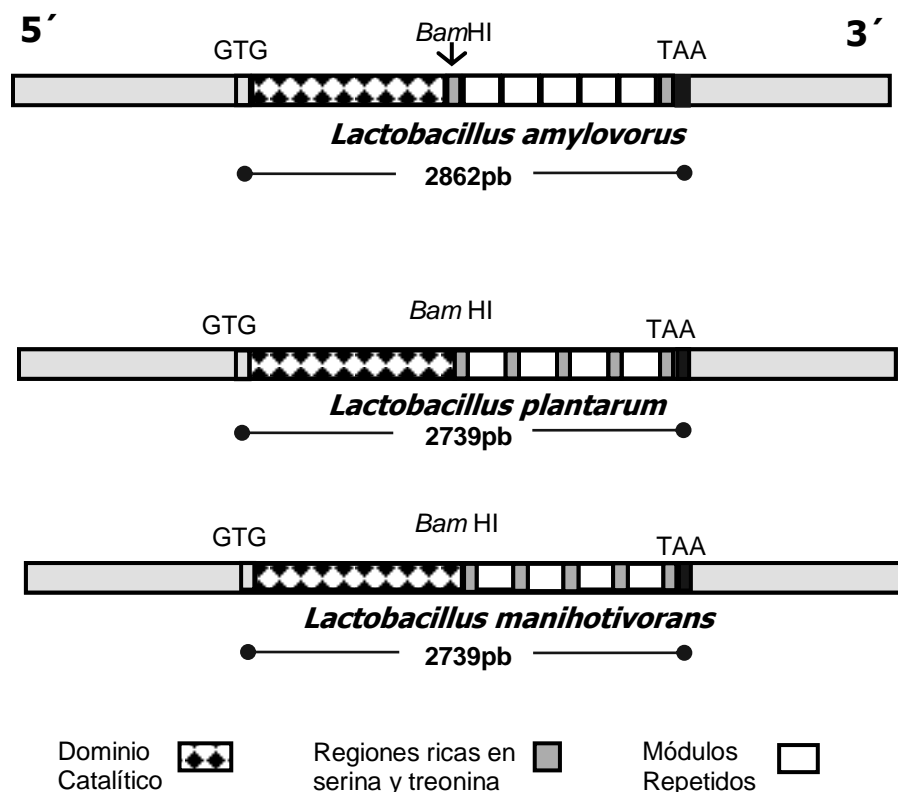 5´ 3´
GTG BamHI TAA
Lactobacillus amylovorus
2862pb
GTG Bam HI TAA
Lactobacillus plantarum
2739pb
GTG Bam HI TAA
Lactobacillus manihotivorans
2739pb
Dominio Catalítico
Regiones ricas en serina y treonina
Módulos Repetidos